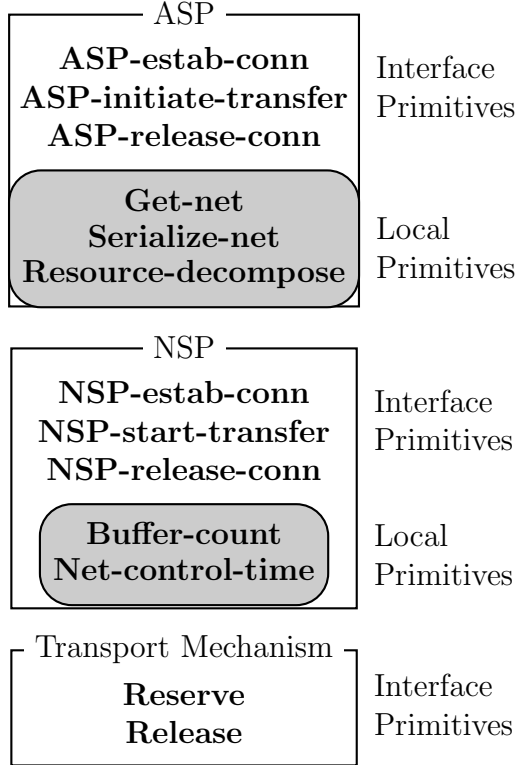 ASP
ASP-estab-conn
ASP-initiate-transfer
ASP-release-conn
Interface
Primitives
Get-net
Serialize-net
Resource-decompose
Local
Primitives
NSP
NSP-estab-conn
NSP-start-transfer
NSP-release-conn
Interface
Primitives
Buffer-count
Net-control-time
Local
Primitives
Transport Mechanism
Reserve
Release
Interface
Primitives